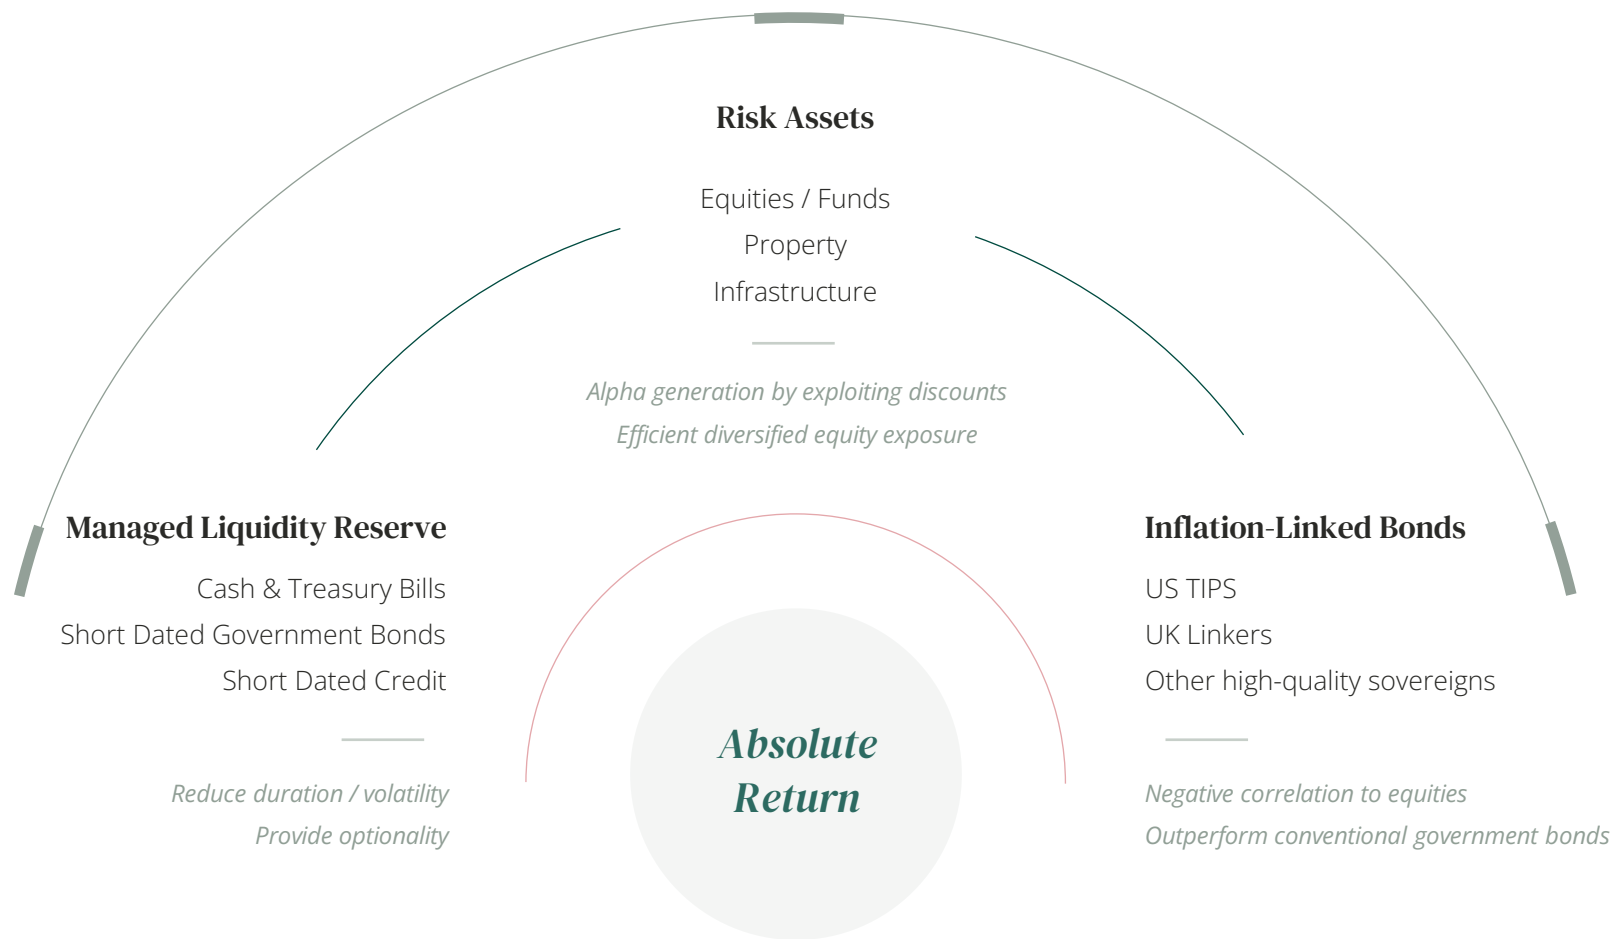 Risk Assets
Equities / Funds
Property
Infrastructure
Alpha generation by exploiting discounts
Efficient diversified equity exposure
Managed Liquidity Reserve
Cash & Treasury Bills
Short Dated Government Bonds
Short Dated Credit
Reduce duration / volatility
Provide optionality
Absolute
Return
Inflation-Linked Bonds
US TIPS
UK Linkers
Other high-quality sovereigns
Negative correlation to equities
Outperform conventional government bonds